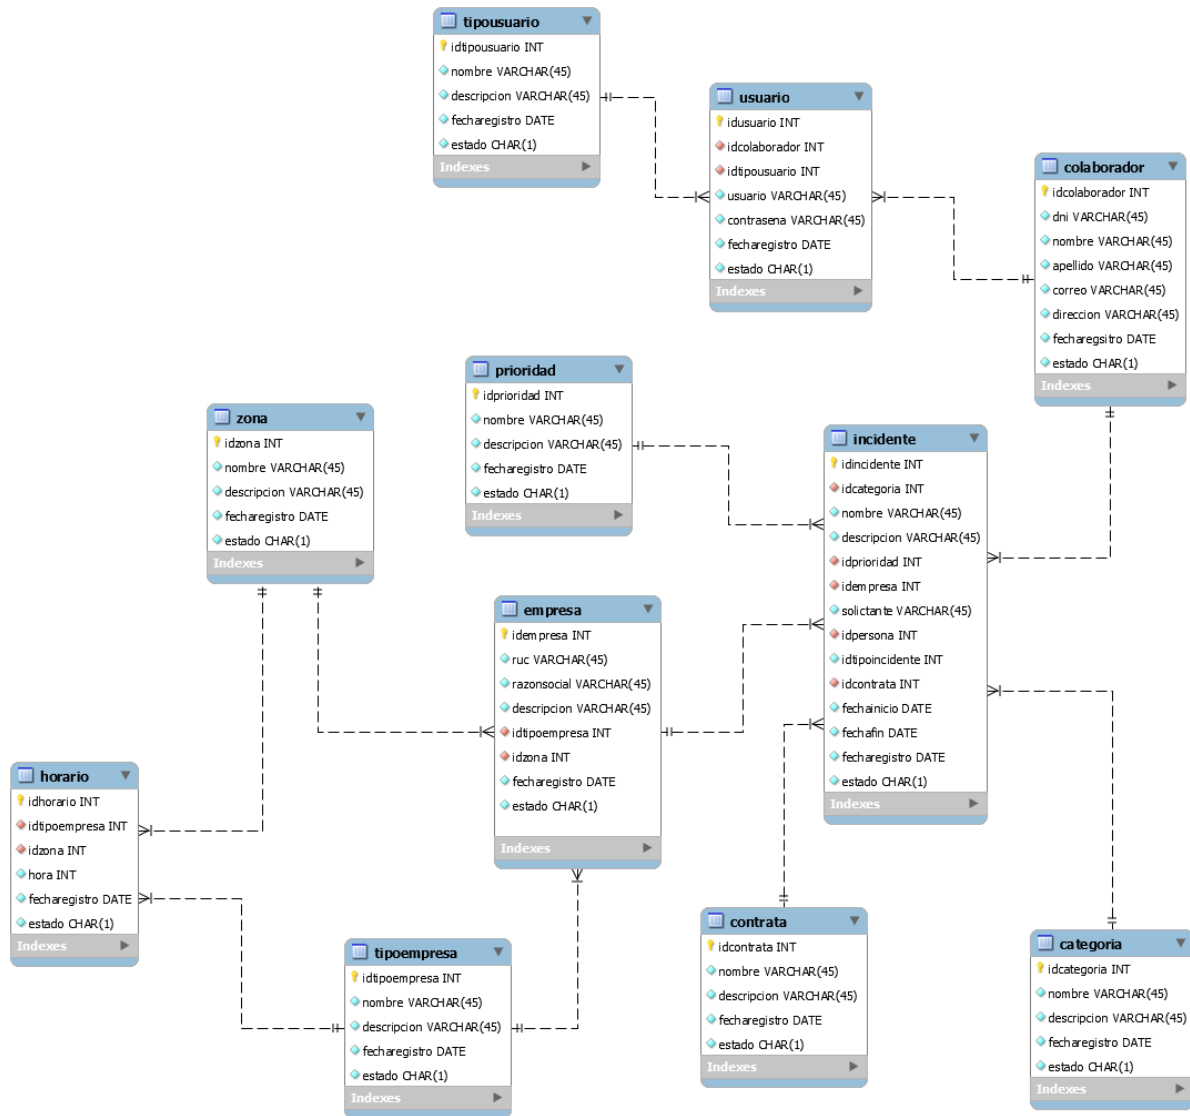 tipousuario
idtipousuario INT
nombre VARCHAR(45)
descripcion VARCHAR(45)
fecharegistro DATE
estado CHAR(1)
Indexes
usuario
idusuario INT
idcolaborador INT
idtipousuario INT
usuario VARCHAR(45)
contrasena VARCHAR(45)
fecharegistro DATE
estado CHAR(1)
Indexes
colaborador
idcolaborador INT
dni VARCHAR(45)
nombre VARCHAR(45)
apellido VARCHAR(45)
correo VARCHAR(45)
direccion VARCHAR(45)
fecharegsitro DATE
estado CHAR(1)
Indexes
prioridad
idprioridad INT
nombre VARCHAR(45)
descripcion VARCHAR(45)
fecharegistro DATE
estado CHAR(1)
Indexes
zona
idzona INT
nombre VARCHAR(45)
descripcion VARCHAR(45)
fecharegistro DATE
estado CHAR(1)
Indexes
incidente
idincidente INT
idcategoria INT
nombre VARCHAR(45)
descripcion VARCHAR(45)
idprioridad INT
idempresa INT
solictante VARCHAR(45)
idpersona INT
idtipoincidente INT
idcontrata INT
fechainicio DATE
fechafin DATE
fecharegistro DATE
estado CHAR(1)
Indexes
empresa
idempresa INT
ruc VARCHAR(45)
razonsocial VARCHAR(45)
descripcion VARCHAR(45)
idtipoempresa INT
idzona INT
fecharegistro DATE
estado CHAR(1)
Indexes
horario
idhorario INT
idtipoempresa INT
idzona INT
hora INT
fecharegistro DATE
estado CHAR(1)
Indexes
tipoempresa
idtipoempresa INT
nombre VARCHAR(45)
descripcion VARCHAR(45)
fecharegistro DATE
estado CHAR(1)
Indexes
contrata
idcontrata INT
nombre VARCHAR(45)
descripcion VARCHAR(45)
fecharegistro DATE
estado CHAR(1)
Indexes
categoria
idcategoria INT
nombre VARCHAR(45)
descripcion VARCHAR(45)
fecharegistro DATE
estado CHAR(1)
Indexes